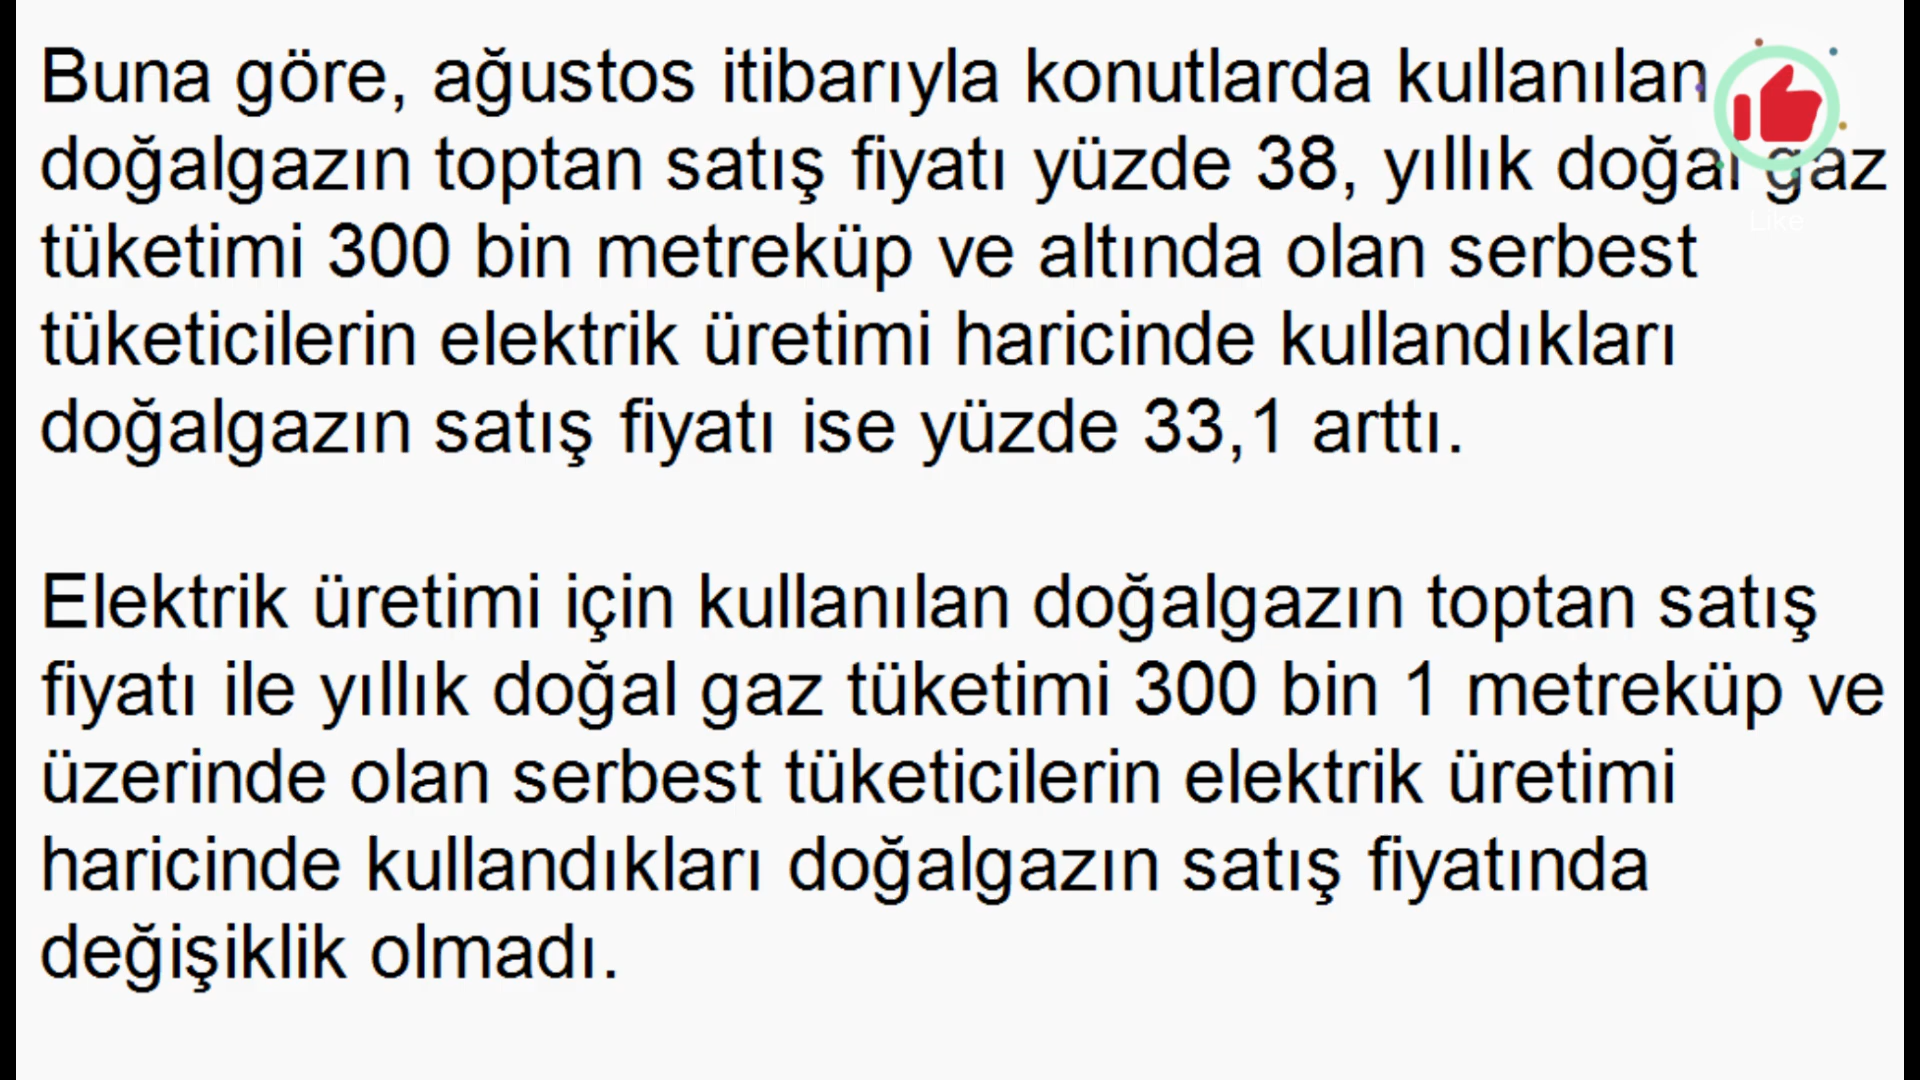 Buna göre, ağustos itibarıyla konutlarda kullanılan
doğalgazın toptan satış fiyatı yüzde 38, yıllık doğal gaz
tüketimi 300 bin metreküp ve altında olan serbest
tüketicilerin elektrik üretimi haricinde kullandıkları
doğalgazın satış fiyatı ise yüzde 33,1 arttı.
Elektrik üretimi için kullanılan doğalgazın toptan satış
fiyatı ile yıllık doğal gaz tüketimi 300 bin 1 metreküp ve
üzerinde olan serbest tüketicilerin elektrik üretimi
haricinde kullandıkları doğalgazın satış fiyatında
değişiklik olmadı.
Like